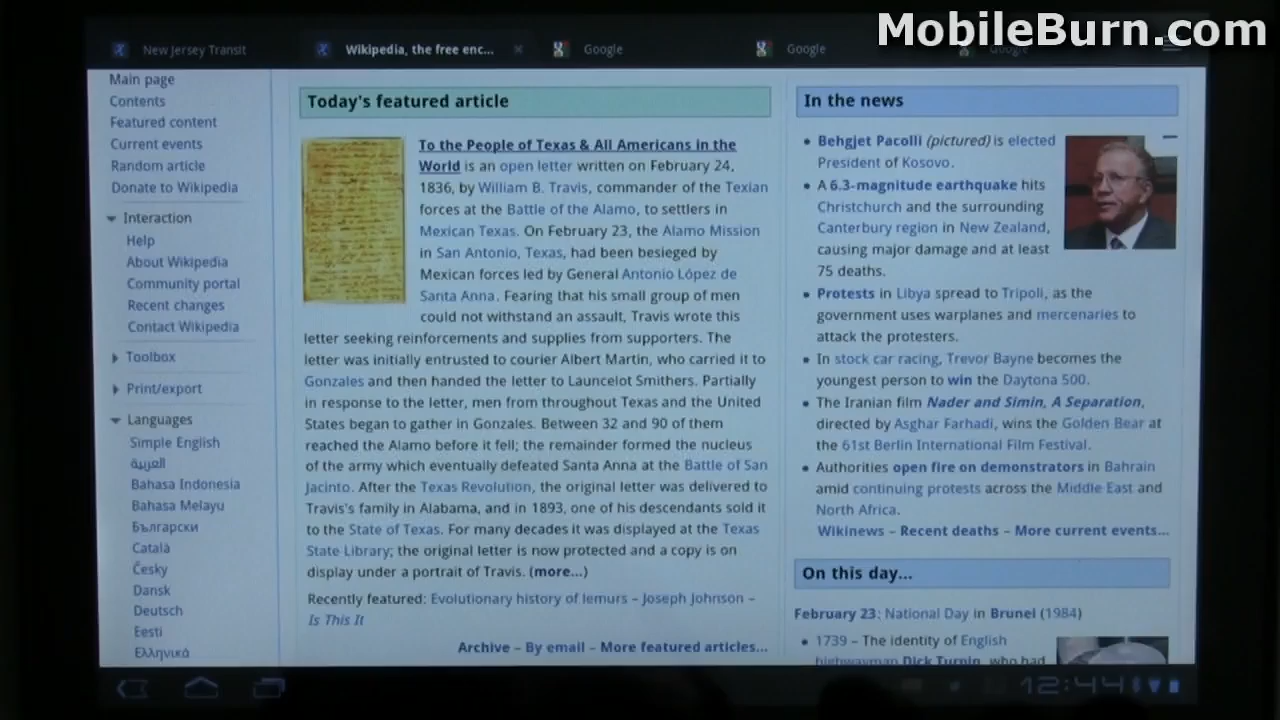 MobileBurn.com
New Jersey Transit
Wikipedia, the free enc...
Google
Google
Google
Main page
Contents
Featured content
Current events
Random article
Donate to Wikipedia
Interaction
Help
About Wikipedia
Community portal
Recent changes
Contact Wikipedia
Toolbox
Print/export
Languages
Simple English
العربية
Bahasa Indonesia
Bahasa Melayu
Български
Català
Česky
Dansk
Deutsch
Eesti
Ελληνικά
Today's featured article
To the People of Texas & All Americans in the
World is an open letter written on February 24,
1836, by William B. Travis, commander of the Texian
forces at the Battle of the Alamo, to settlers in
Mexican Texas. On February 23, the Alamo Mission
in San Antonio, Texas, had been besieged by
Mexican forces led by General Antonio López de
Santa Anna. Fearing that his small group of men
could not withstand an assault, Travis wrote this
letter seeking reinforcements and supplies from supporters. The
letter was initially entrusted to courier Albert Martin, who carried it to
Gonzales and then handed the letter to Launcelot Smithers. Partially
in response to the letter, men from throughout Texas and the United
States began to gather in Gonzales. Between 32 and 90 of them
reached the Alamo before it fell; the remainder formed the nucleus
of the army which eventually defeated Santa Anna at the Battle of San
Jacinto. After the Texas Revolution, the original letter was delivered to
Travis's family in Alabama, and in 1893, one of his descendants sold it
to the State of Texas. For many decades it was displayed at the Texas
State Library; the original letter is now protected and a copy is on
display under a portrait of Travis. (more...)
Recently featured: Evolutionary history of lemurs – Joseph Johnson –
Is This It
Archive – By email – More featured articles...
In the news
Behgjet Pacolli (pictured) is elected
President of Kosovo.
A 6.3-magnitude earthquake hits
Christchurch and the surrounding
Canterbury region in New Zealand,
causing major damage and at least
75 deaths.
Protests in Libya spread to Tripoli, as the
government uses warplanes and mercenaries to
attack the protesters.
In stock car racing, Trevor Bayne becomes the
youngest person to win the Daytona 500.
The Iranian film Nader and Simin, A Separation,
directed by Asghar Farhadi, wins the Golden Bear at
the 61st Berlin International Film Festival.
Authorities open fire on demonstrators in Bahrain
amid continuing protests across the Middle East and
North Africa.
Wikinews – Recent deaths – More current events...
On this day...
February 23: National Day in Brunei (1984)
1739 – The identity of English
highwayman Dick Turpin, who had
12:44